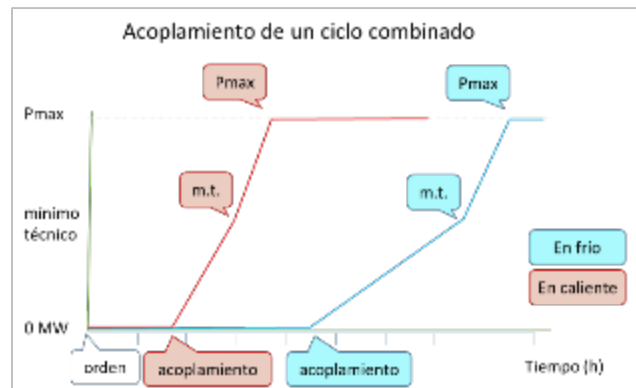 Acoplamiento de un ciclo combinado
Pmax
Pmax
Pmax
m.t.
m.t.
mínimo
técnico
En frío
En caliente
0 MW
orden
acoplamiento
acoplamiento
Tiempo (h)